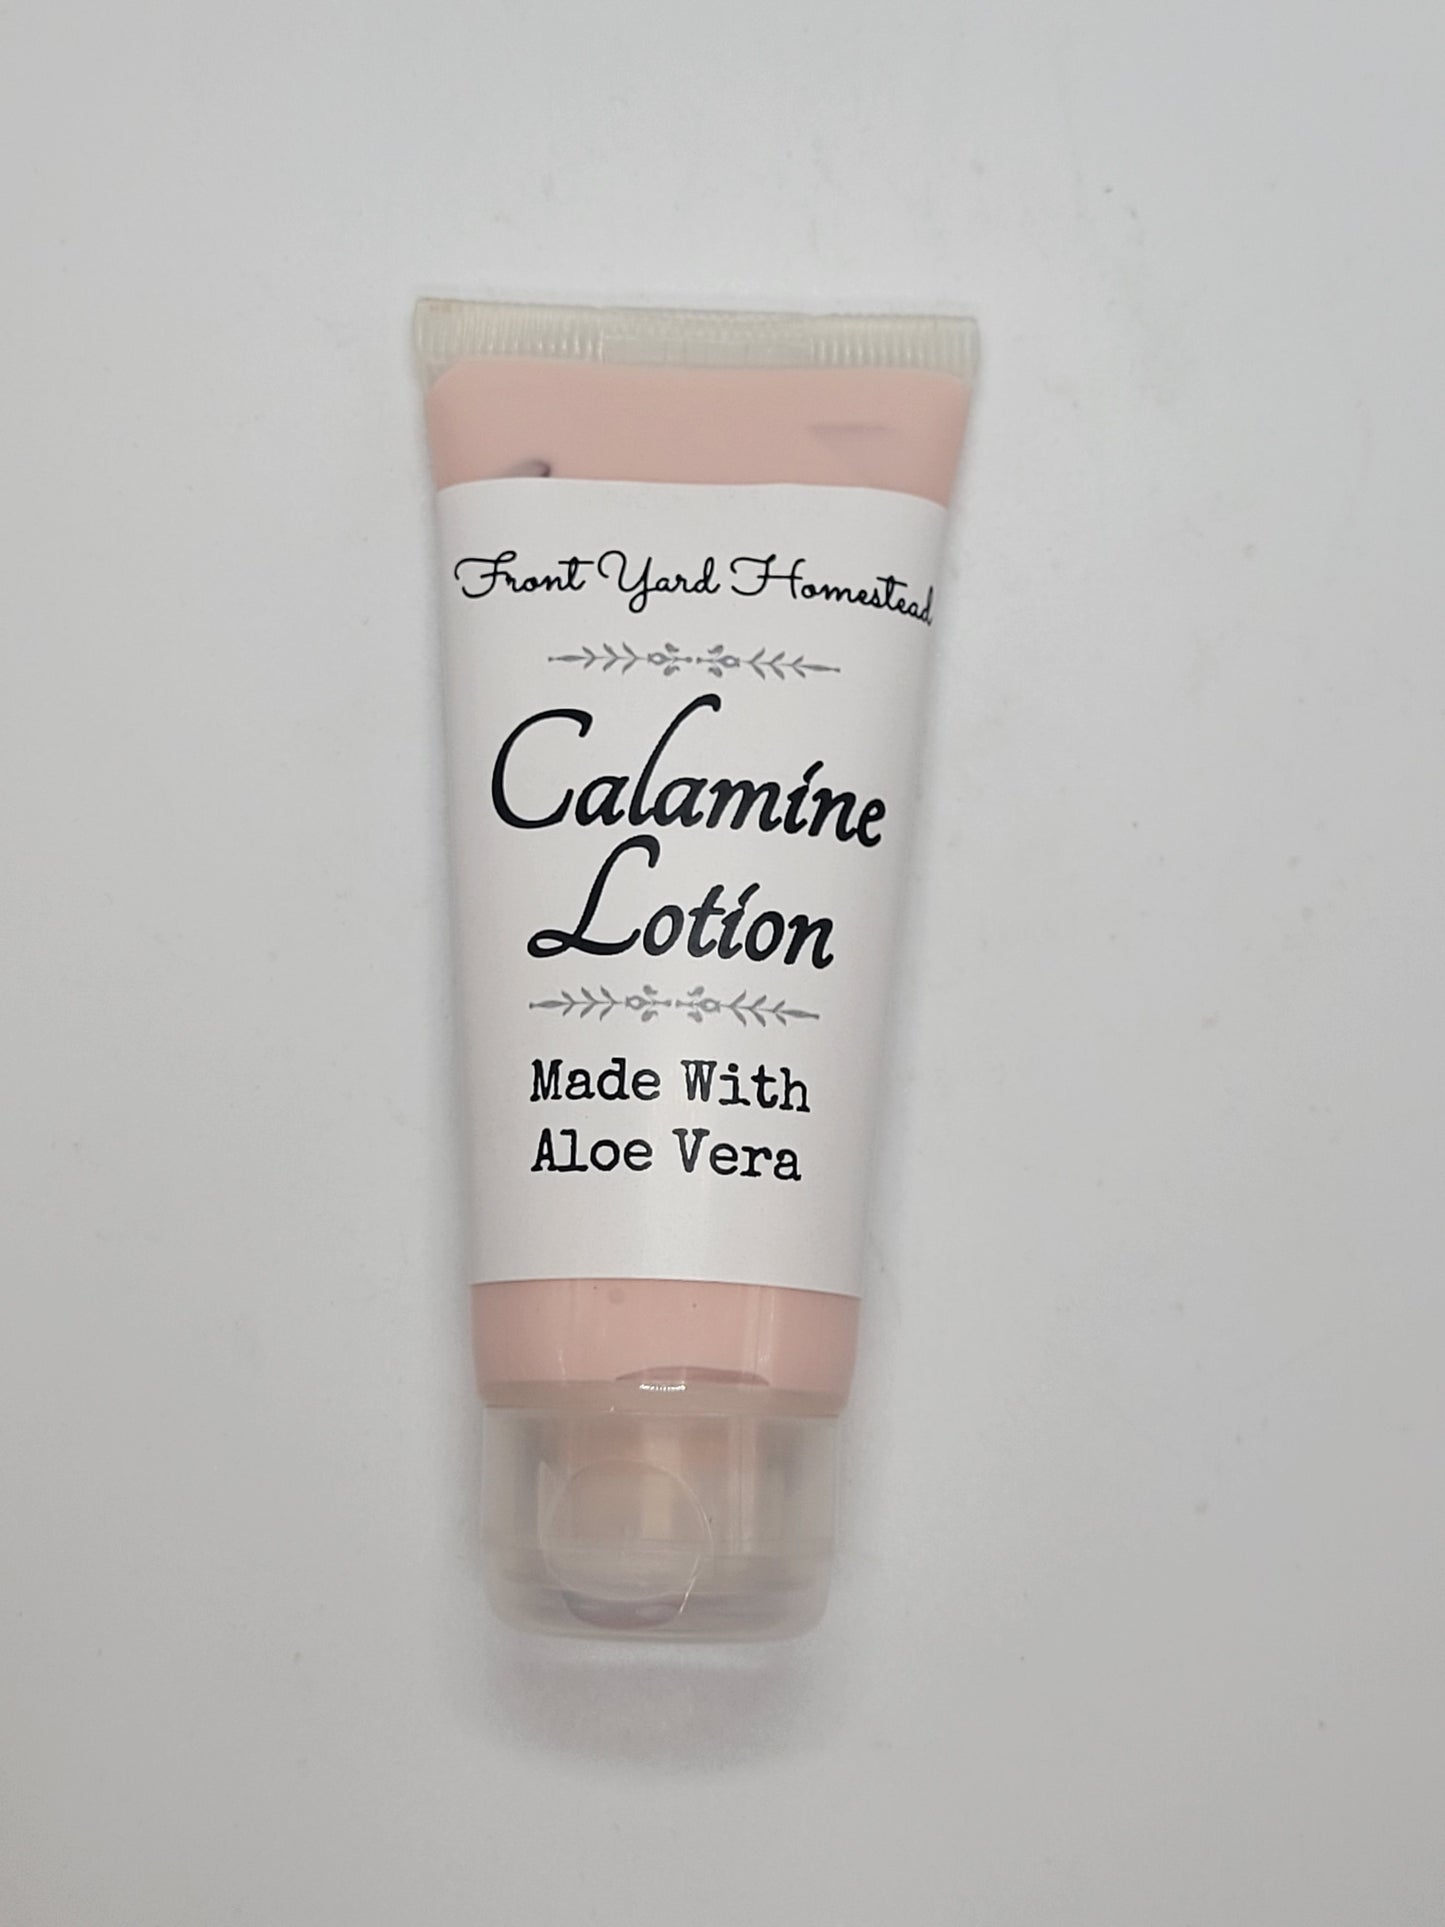 Front Yard Homestead
Calamine
Lotion
Made With
Aloe Vera